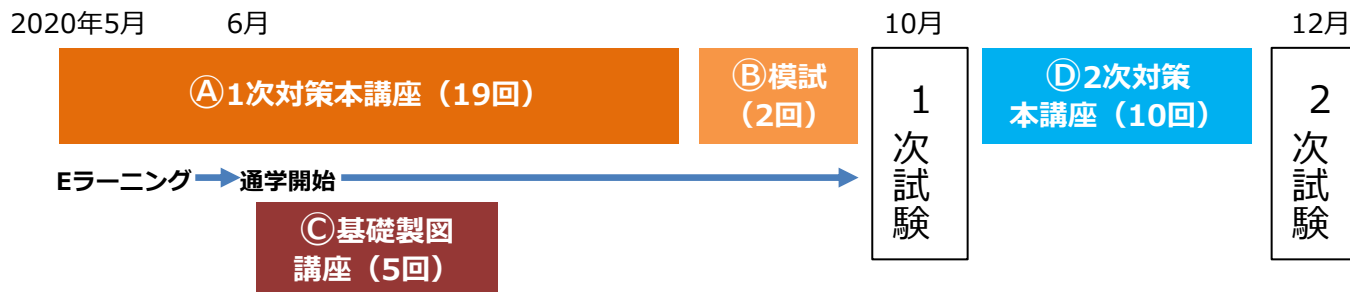 2020年5月
6月
10月
12月
Ⓐ1次対策本講座（19回）
Ⓑ模試
（2回）
1次試験
Ⓓ2次対策
本講座（10回）
2次試験
Eラーニング
通学開始
Ⓒ基礎製図
講座（5回）